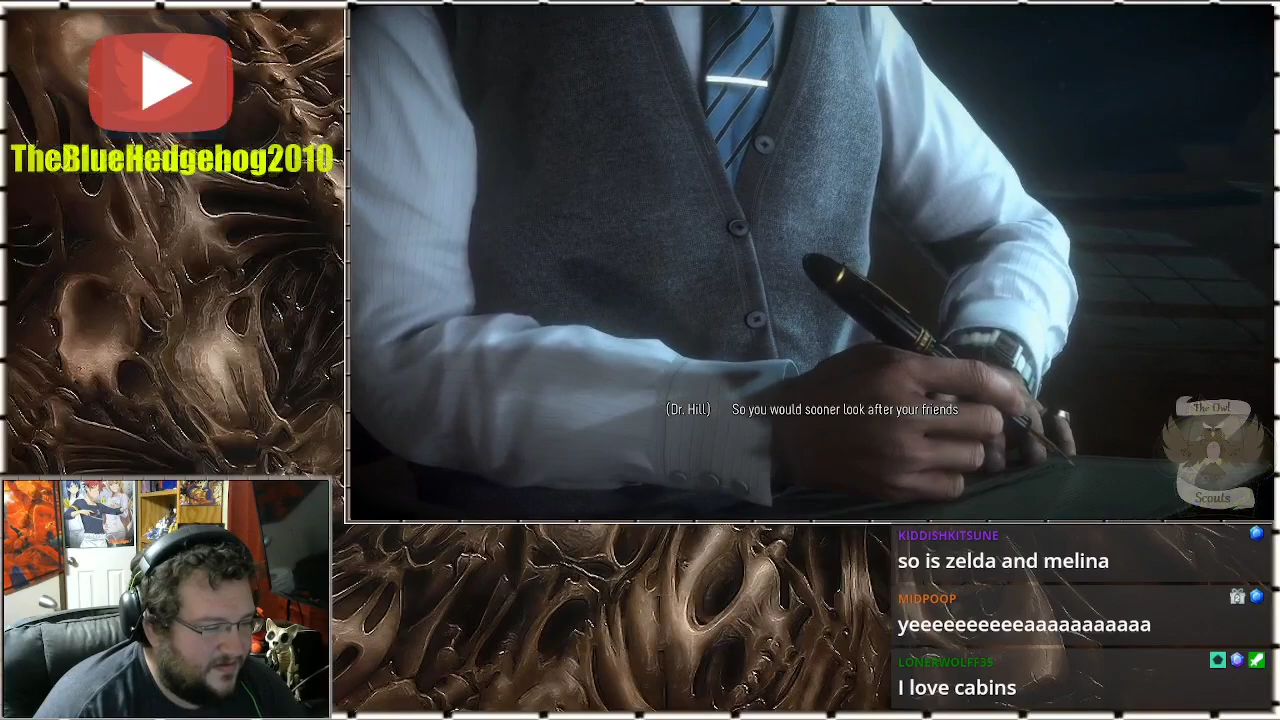 TheBlueHedgehog2010
(Dr. Hill) So you would sooner look after your friends
The Owl
Scouts
KIDDISHKITSUNE
so is zelda and melina
MIDPOOP
yeeeeeeeeeeaaaaaaaaaaa
LONERWOLFF35
I love cabins